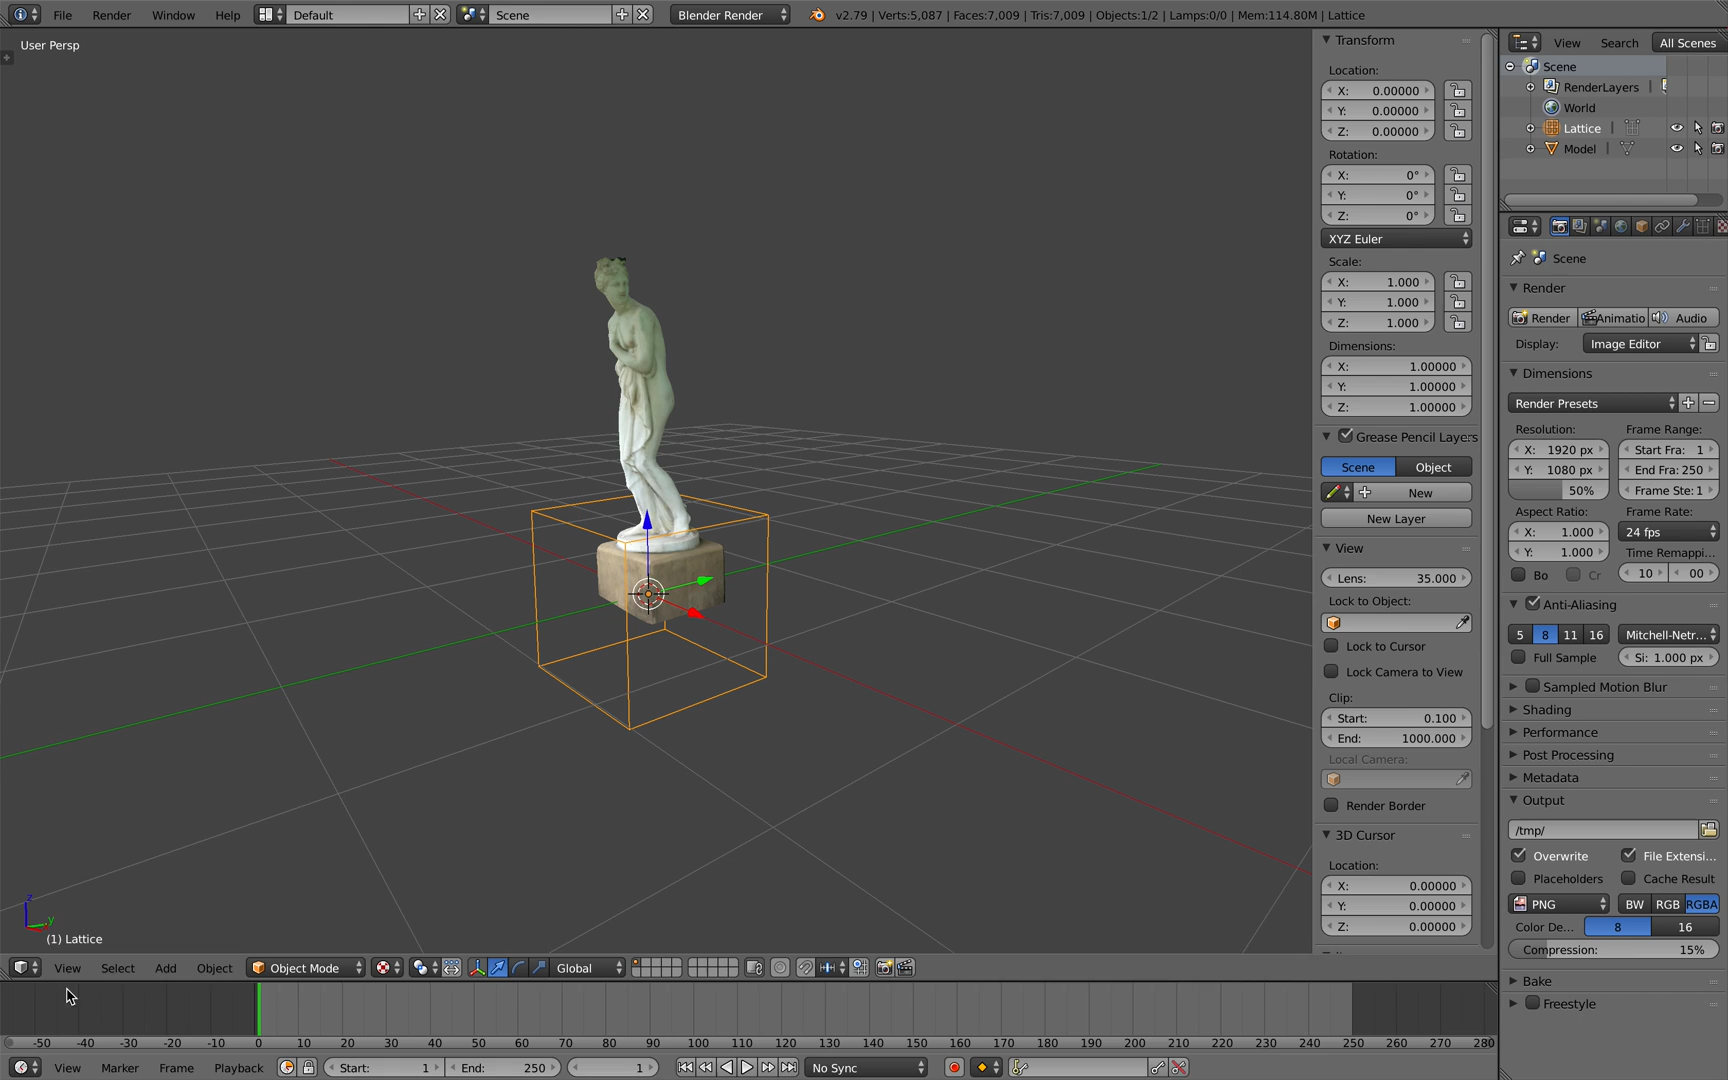 File Render Window Help Default Scene Blender Render v2.79 | Verts:5,087 | Faces:7,009 | Tris:7,009 | Objects:1/2 | Lamps:0/0 | Mem:114.80M | Lattice
User Persp
(1) Lattice
z
y
Transform
Location:
X: 0.00000
Y: 0.00000
Z: 0.00000
Rotation:
X: 0°
Y: 0°
Z: 0°
XYZ Euler
Scale:
X: 1.000
Y: 1.000
Z: 1.000
Dimensions:
X: 1.00000
Y: 1.00000
Z: 1.00000
Grease Pencil Layers
Scene Object
New
New Layer
View
Lens: 35.000
Lock to Object:
Lock to Cursor
Lock Camera to View
Clip:
Start: 0.100
End: 1000.000
Local Camera:
Render Border
3D Cursor
Location:
X: 0.00000
Y: 0.00000
Z: 0.00000
View Search All Scenes
Scene
RenderLayers
World
Lattice
Model
Scene
Render
Render Animatio Audio
Display: Image Editor
Dimensions
Render Presets
Resolution: Frame Range:
X: 1920 px Start Fra: 1
Y: 1080 px End Fra: 250
50% Frame Ste: 1
Aspect Ratio: Frame Rate:
X: 1.000 24 fps
Y: 1.000 Time Remappi...
Bo Cr 10 00
Anti-Aliasing
5 8 11 16 Mitchell-Netr...
Full Sample Si: 1.000 px
Sampled Motion Blur
Shading
Performance
Post Processing
Metadata
Output
/tmp/
Overwrite File Extensi...
Placeholders Cache Result
PNG BW RGB RGBA
Color De... 8 16
Compression: 15%
Bake
Freestyle
View Select Add Object Object Mode Global
-50 -40 -30 -20 -10 0 10 20 30 40 50 60 70 80 90 100 110 120 130 140 150 160 170 180 190 200 210 220 230 240 250 260 270 280
View Marker Frame Playback Start: 1 End: 250 1 No Sync